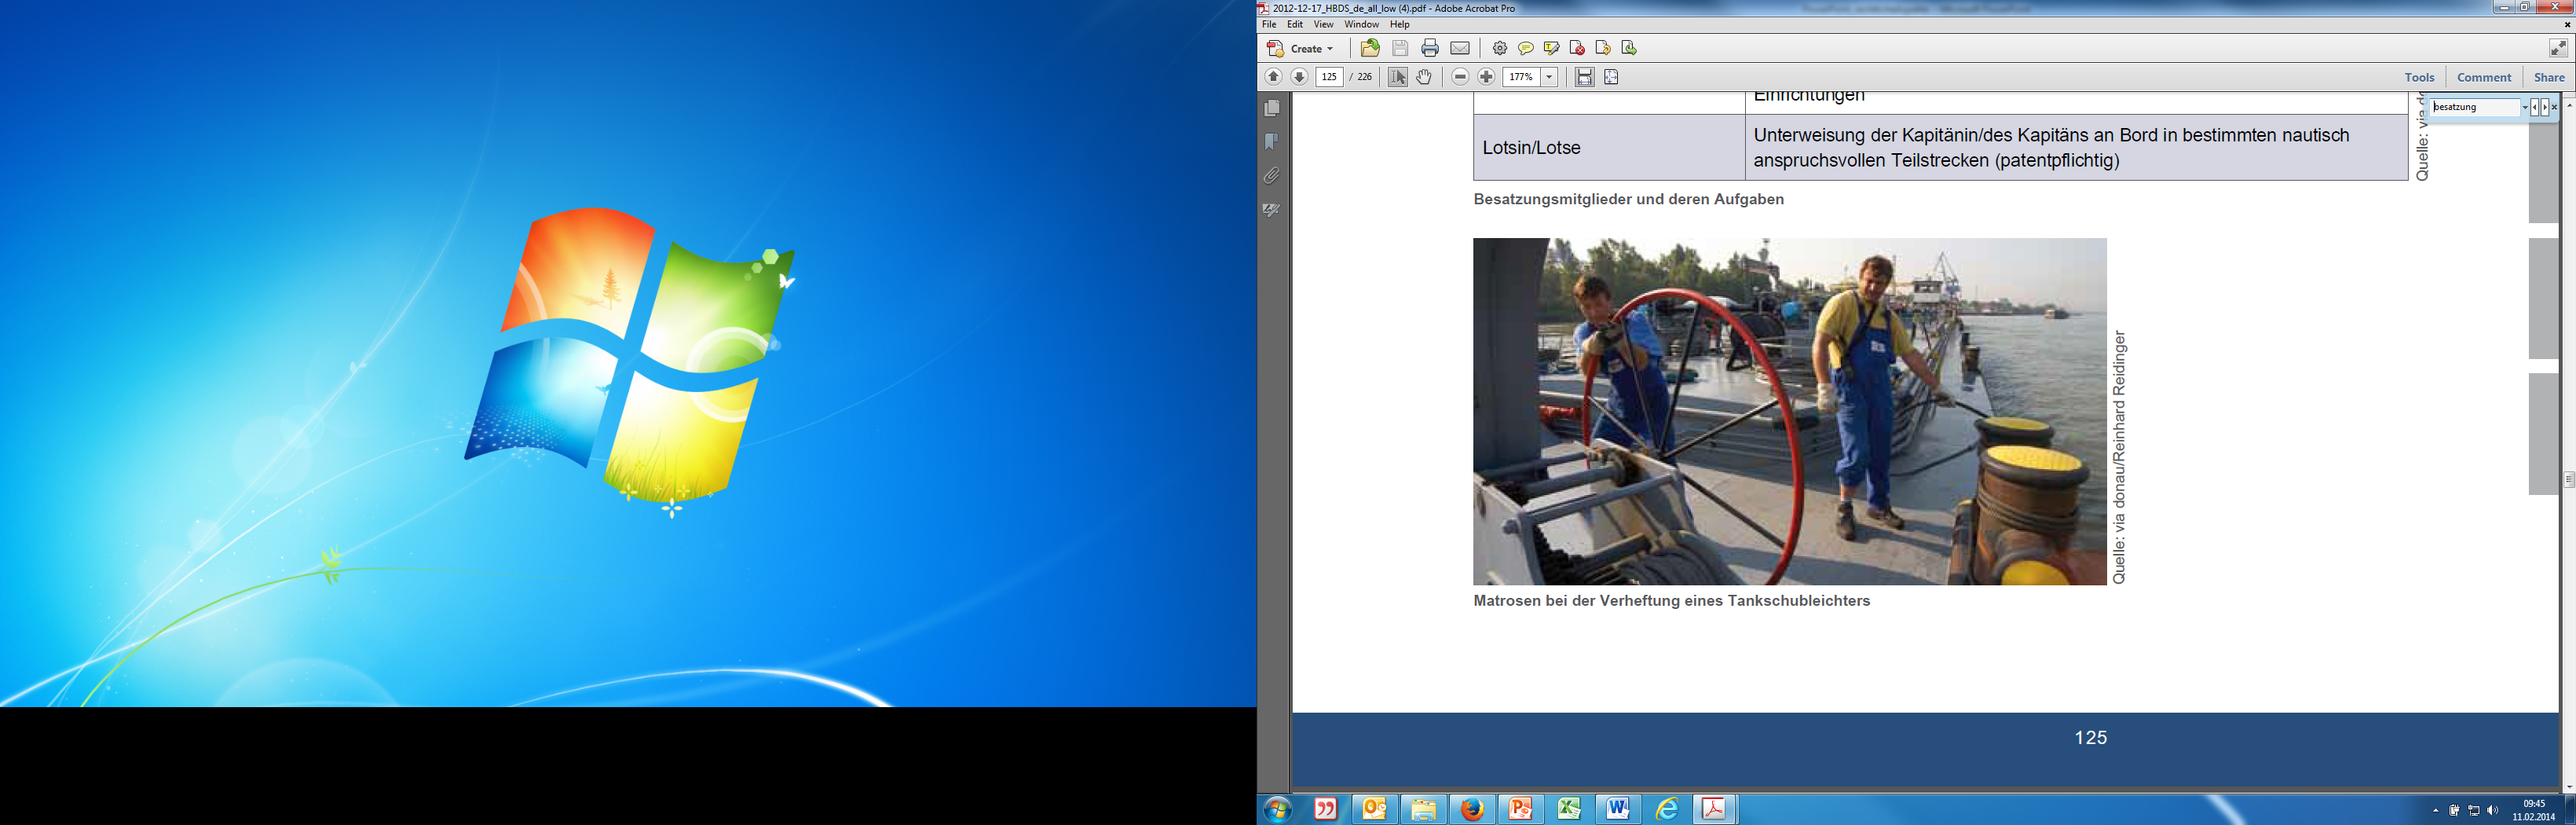 2012-12-17_HBDS_de_all_low (4).pdf - Adobe Acrobat Pro
File Edit View Window Help
Create
125 / 226
177%
Tools Comment Share
besatzung
Einrichtungen
Lotsin/Lotse
Unterweisung der Kapitänin/des Kapitäns an Bord in bestimmten nautisch
anspruchsvollen Teilstrecken (patentpflichtig)
Quelle: via do
Besatzungsmitglieder und deren Aufgaben
Quelle: via donau/Reinhard Reidinger
Matrosen bei der Verheftung eines Tankschubleichters
125
09:45
11.02.2014